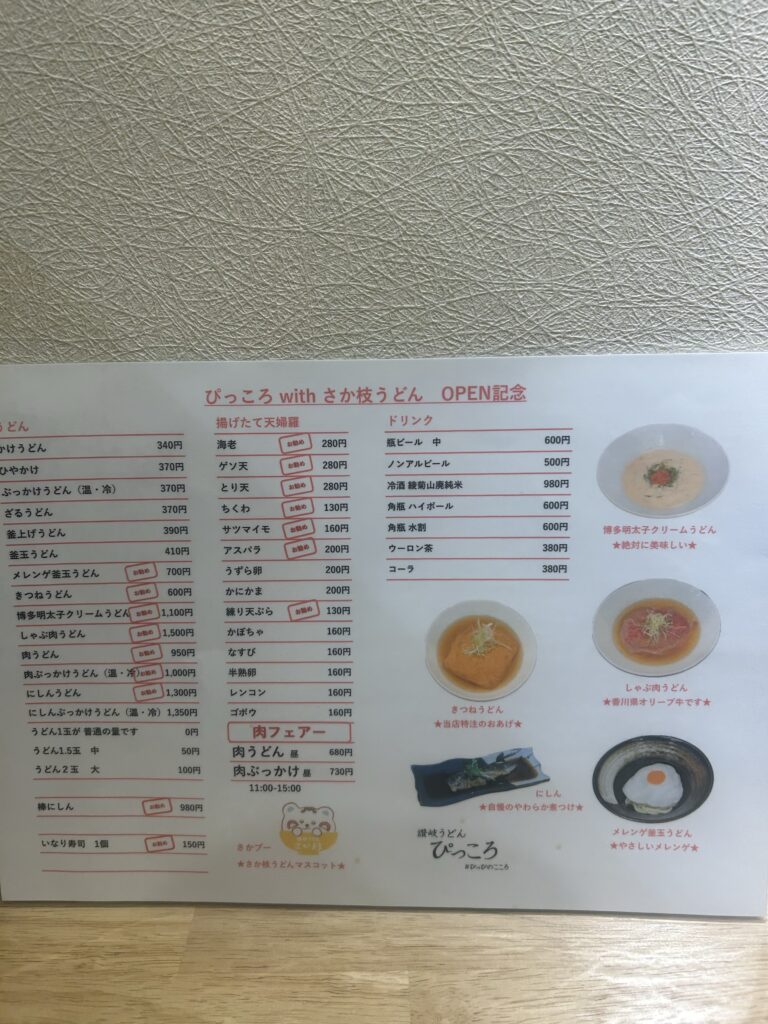 ぴっころ with さか枝うどん　OPEN記念
うどん
かけうどん 340円
ひやかけ 370円
ぶっかけうどん（温・冷） 370円
ざるうどん 370円
釜上げうどん 390円
釜玉うどん 410円
メレンゲ釜玉うどん お勧め 700円
きつねうどん お勧め 600円
博多明太子クリームうどん お勧め 1,100円
しゃぶ肉うどん お勧め 1,500円
肉うどん お勧め 950円
肉ぶっかけうどん（温・冷） お勧め 1,000円
にしんうどん お勧め 1,300円
にしんぶっかけうどん（温・冷） 1,350円
うどん1玉が 普通の量です 0円
うどん1.5玉　中 50円
うどん２玉　大 100円
棒にしん お勧め 980円
いなり寿司　1個 お勧め 150円
揚げたて天婦羅
海老 お勧め 280円
ゲソ天 お勧め 280円
とり天 お勧め 280円
ちくわ お勧め 130円
サツマイモ お勧め 160円
アスパラ お勧め 200円
うずら卵 200円
かにかま 200円
練り天ぷら お勧め 130円
かぼちゃ 160円
なすび 160円
半熟卵 160円
レンコン 160円
ゴボウ 160円
肉フェアー
肉うどん 昼 680円
肉ぶっかけ 昼 730円
11:00-15:00
さかブー
★さか枝うどんマスコット★
ドリンク
瓶ビール　中 600円
ノンアルビール 500円
冷酒 綾菊山廃純米 980円
角瓶 ハイボール 600円
角瓶 水割 600円
ウーロン茶 380円
コーラ 380円
博多明太子クリームうどん
★絶対に美味しい★
きつねうどん
★当店特注のおあげ★
しゃぶ肉うどん
★香川県オリーブ牛です★
にしん
★自慢のやわらか煮つけ★
メレンゲ釜玉うどん
★やさしいメレンゲ★
讃岐うどん
ぴっころ
#ぴっぴのこころ